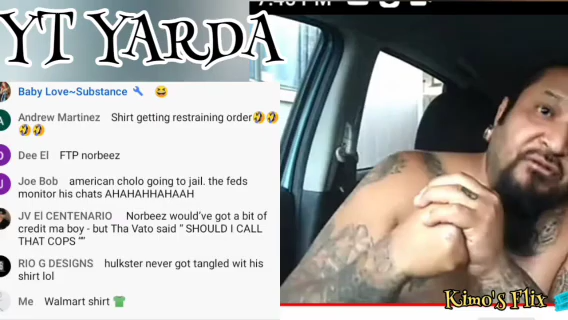 7:43 PM
YT YARDA
Baby Love~Substance 🔧 😆
Andrew Martinez Shirt getting restraining order🤣🤣
🤣🤣
Dee El FTP norbeez
Joe Bob american cholo going to jail. the feds
monitor his chats AHAHAHHAHAAH
JV El CENTENARIO Norbeez would've got a bit of
credit ma boy - but Tha Vato said “ SHOULD I CALL
THAT COPS “”
RIO G DESIGNS hulkster never got tangled wit his
shirt lol
Me Walmart shirt 👕
Kimo's Flix